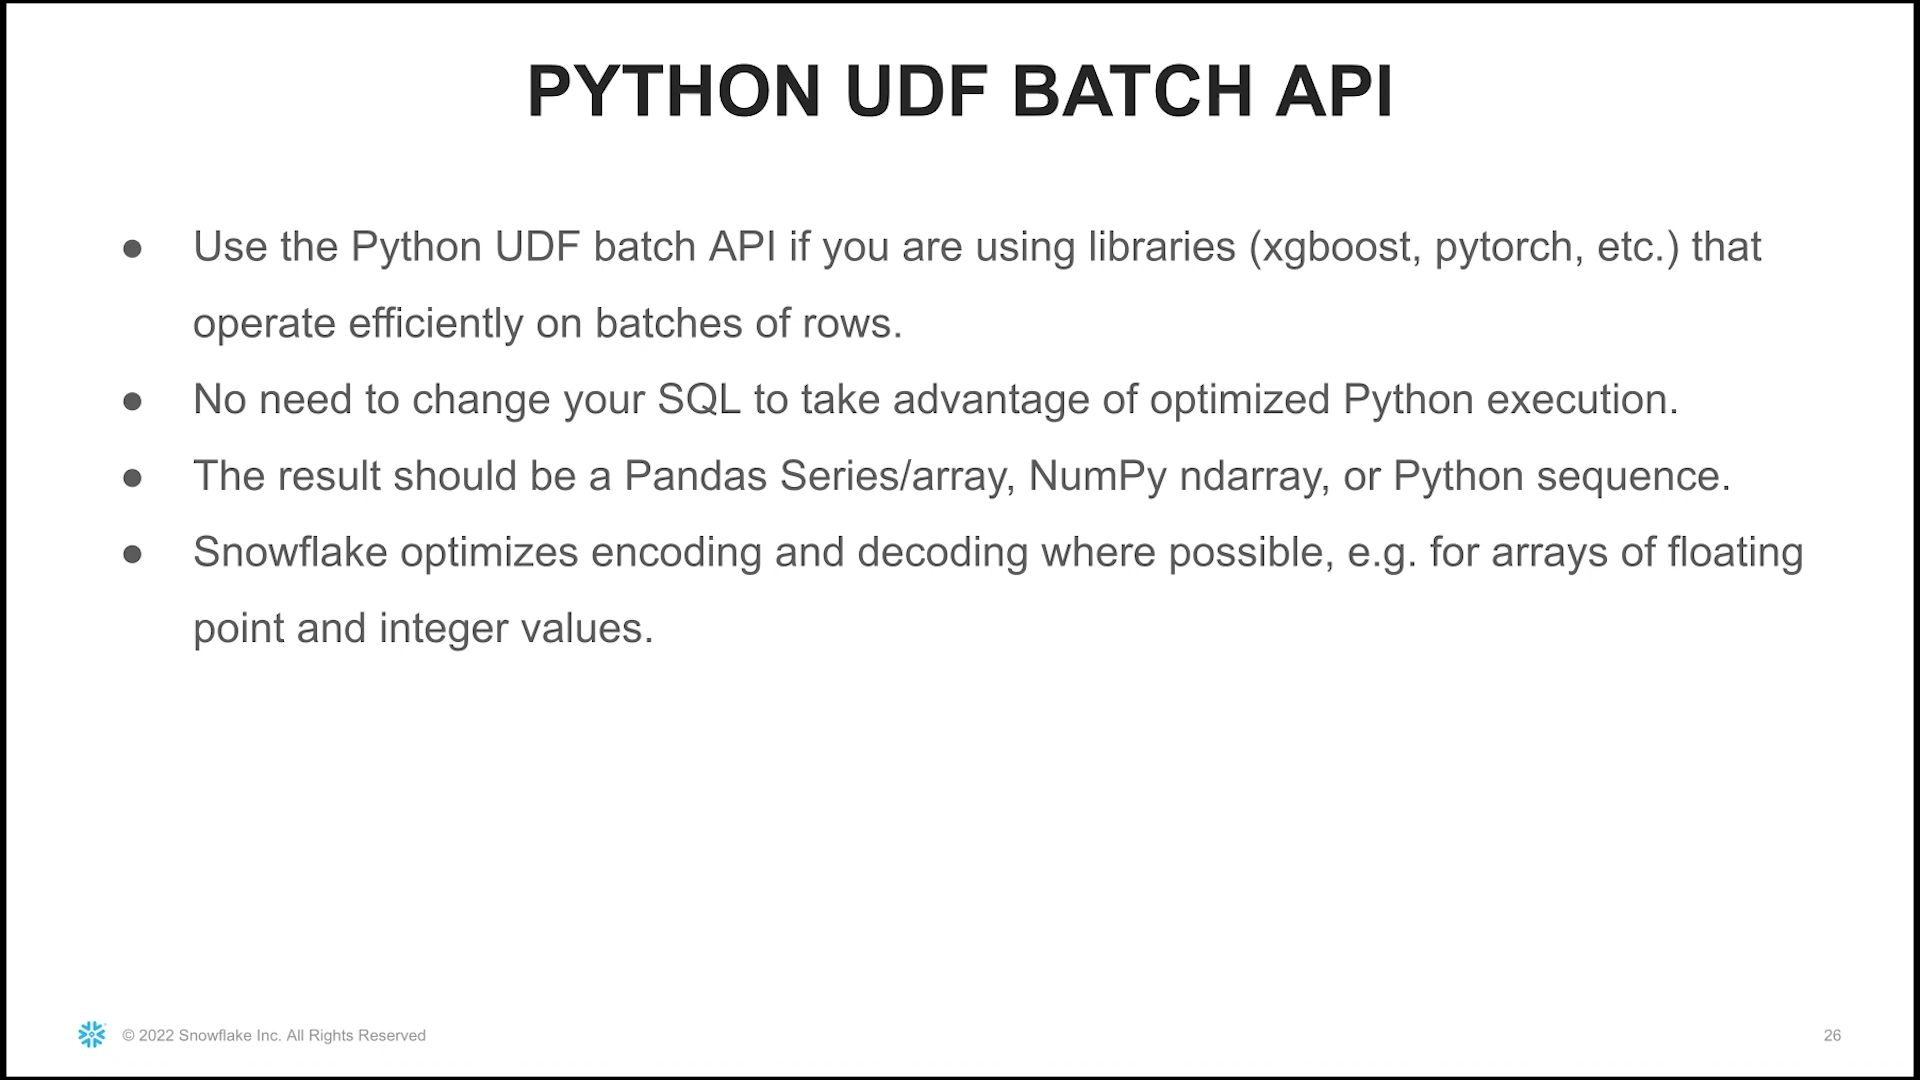 PYTHON UDF BATCH API
● Use the Python UDF batch API if you are using libraries (xgboost, pytorch, etc.) that
operate efficiently on batches of rows.
● No need to change your SQL to take advantage of optimized Python execution.
● The result should be a Pandas Series/array, NumPy ndarray, or Python sequence.
● Snowflake optimizes encoding and decoding where possible, e.g. for arrays of floating
point and integer values.
© 2022 Snowflake Inc. All Rights Reserved
26